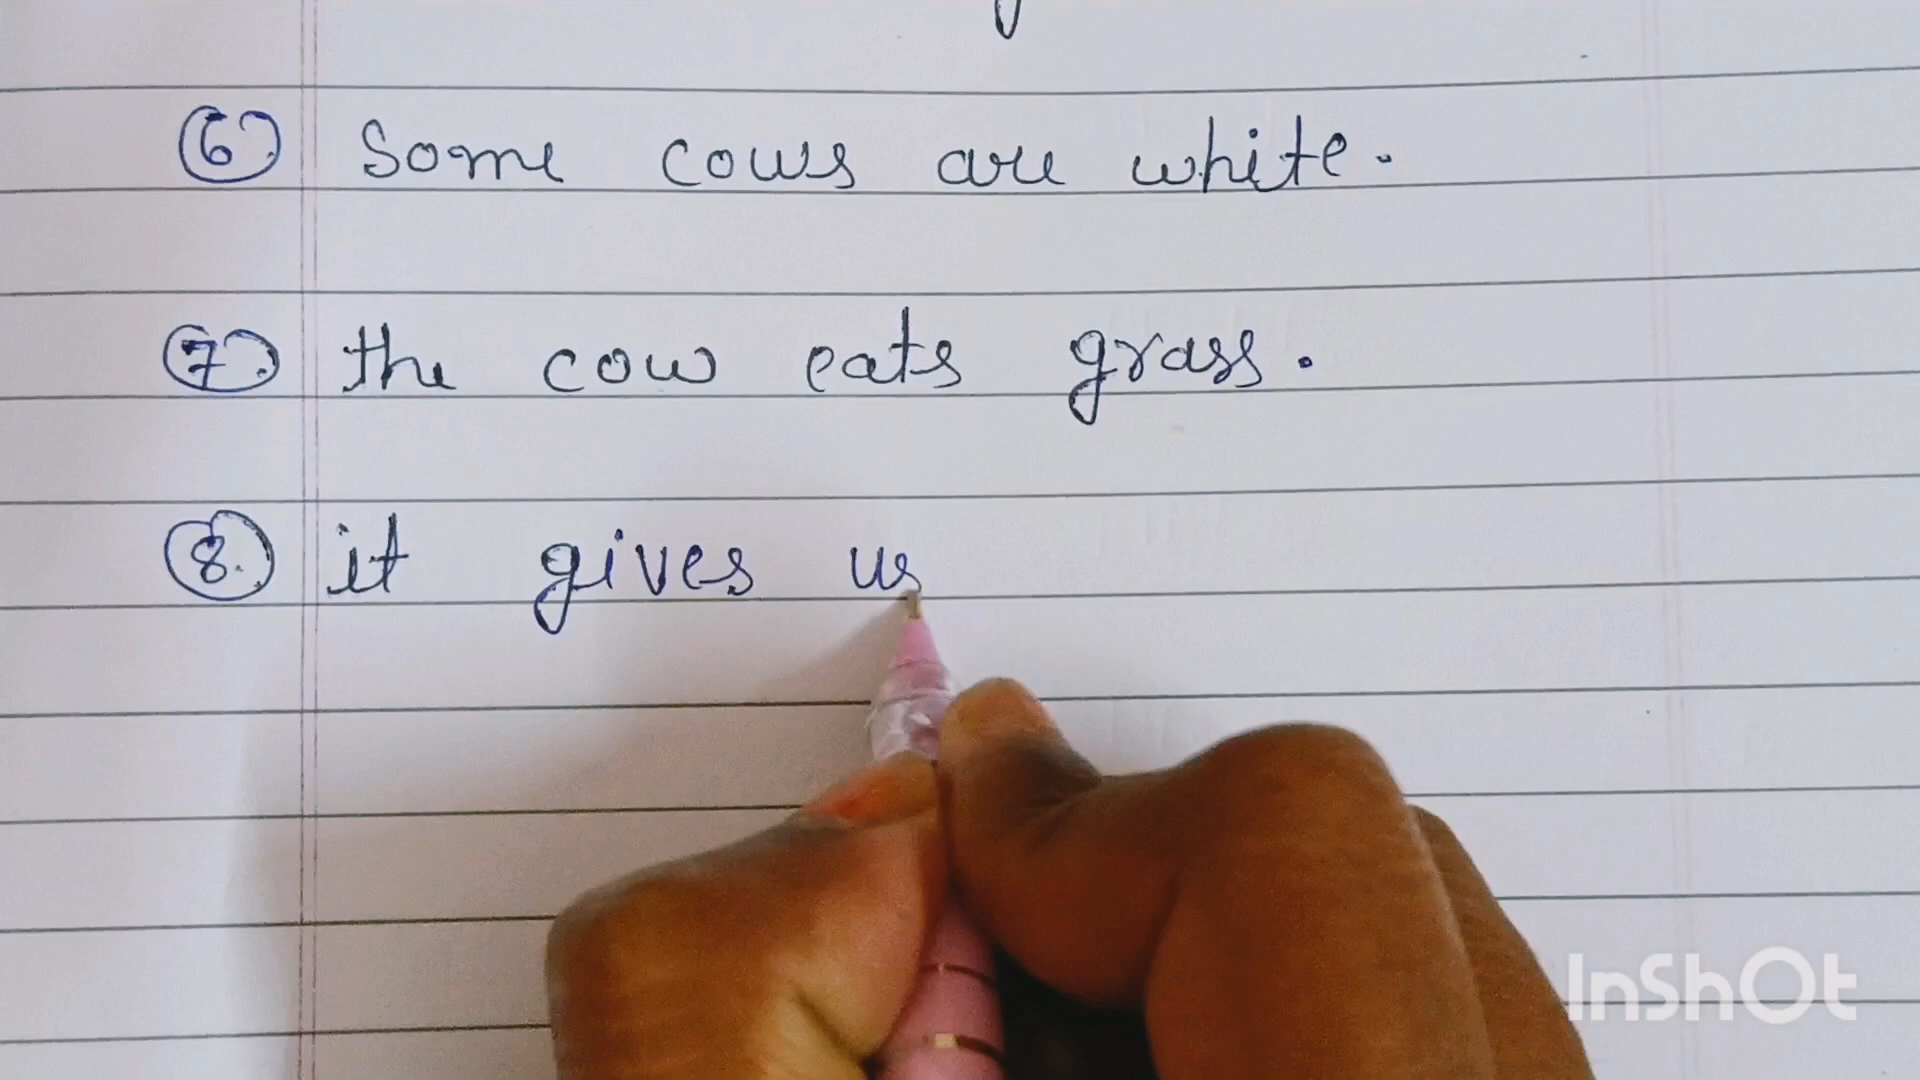 6. Some cows are white.
7. the cow eats grass.
8. it gives us
InShOt